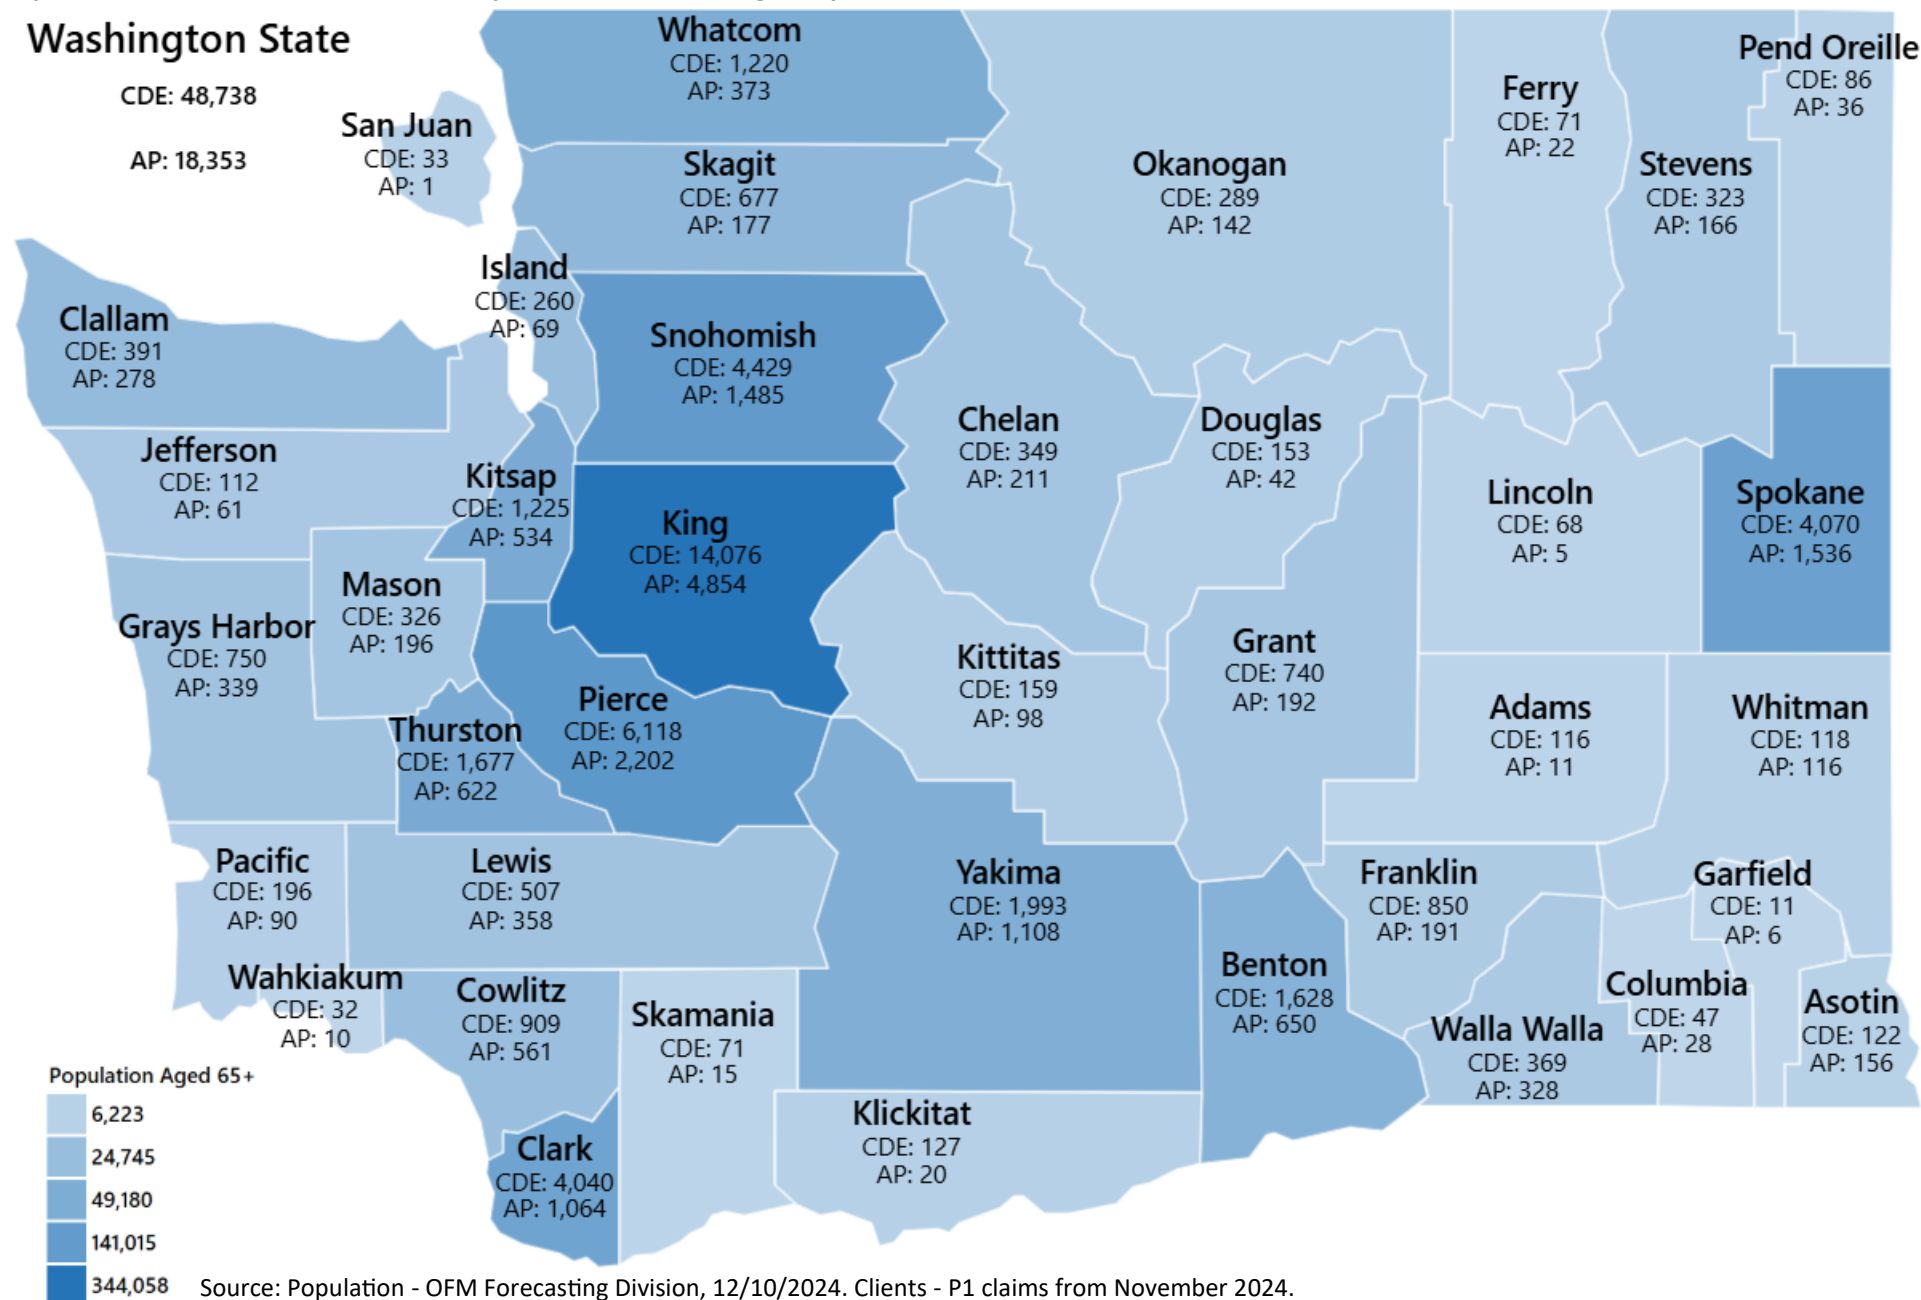 Washington State
CDE: 48,738
AP: 18,353
San Juan
CDE: 33
AP: 1
Whatcom
CDE: 1,220
AP: 373
Skagit
CDE: 677
AP: 177
Okanogan
CDE: 289
AP: 142
Ferry
CDE: 71
AP: 22
Stevens
CDE: 323
AP: 166
Pend Oreille
CDE: 86
AP: 36
Clallam
CDE: 391
AP: 278
Island
CDE: 260
AP: 69
Snohomish
CDE: 4,429
AP: 1,485
Jefferson
CDE: 112
AP: 61
Kitsap
CDE: 1,225
AP: 534
King
CDE: 14,076
AP: 4,854
Chelan
CDE: 349
AP: 211
Douglas
CDE: 153
AP: 42
Lincoln
CDE: 68
AP: 5
Spokane
CDE: 4,070
AP: 1,536
Grays Harbor
CDE: 750
AP: 339
Mason
CDE: 326
AP: 196
Thurston
CDE: 1,677
AP: 622
Pierce
CDE: 6,118
AP: 2,202
Kittitas
CDE: 159
AP: 98
Grant
CDE: 740
AP: 192
Adams
CDE: 116
AP: 11
Whitman
CDE: 118
AP: 116
Pacific
CDE: 196
AP: 90
Lewis
CDE: 507
AP: 358
Yakima
CDE: 1,993
AP: 1,108
Benton
CDE: 1,628
AP: 650
Franklin
CDE: 850
AP: 191
Garfield
CDE: 11
AP: 6
Wahkiakum
CDE: 32
AP: 10
Cowlitz
CDE: 909
AP: 561
Skamania
CDE: 71
AP: 15
Walla Walla
CDE: 369
AP: 328
Columbia
CDE: 47
AP: 28
Asotin
CDE: 122
AP: 156
Clark
CDE: 4,040
AP: 1,064
Klickitat
CDE: 127
AP: 20
Population Aged 65+
6,223
24,745
49,180
141,015
344,058
Source: Population - OFM Forecasting Division, 12/10/2024. Clients - P1 claims from November 2024.